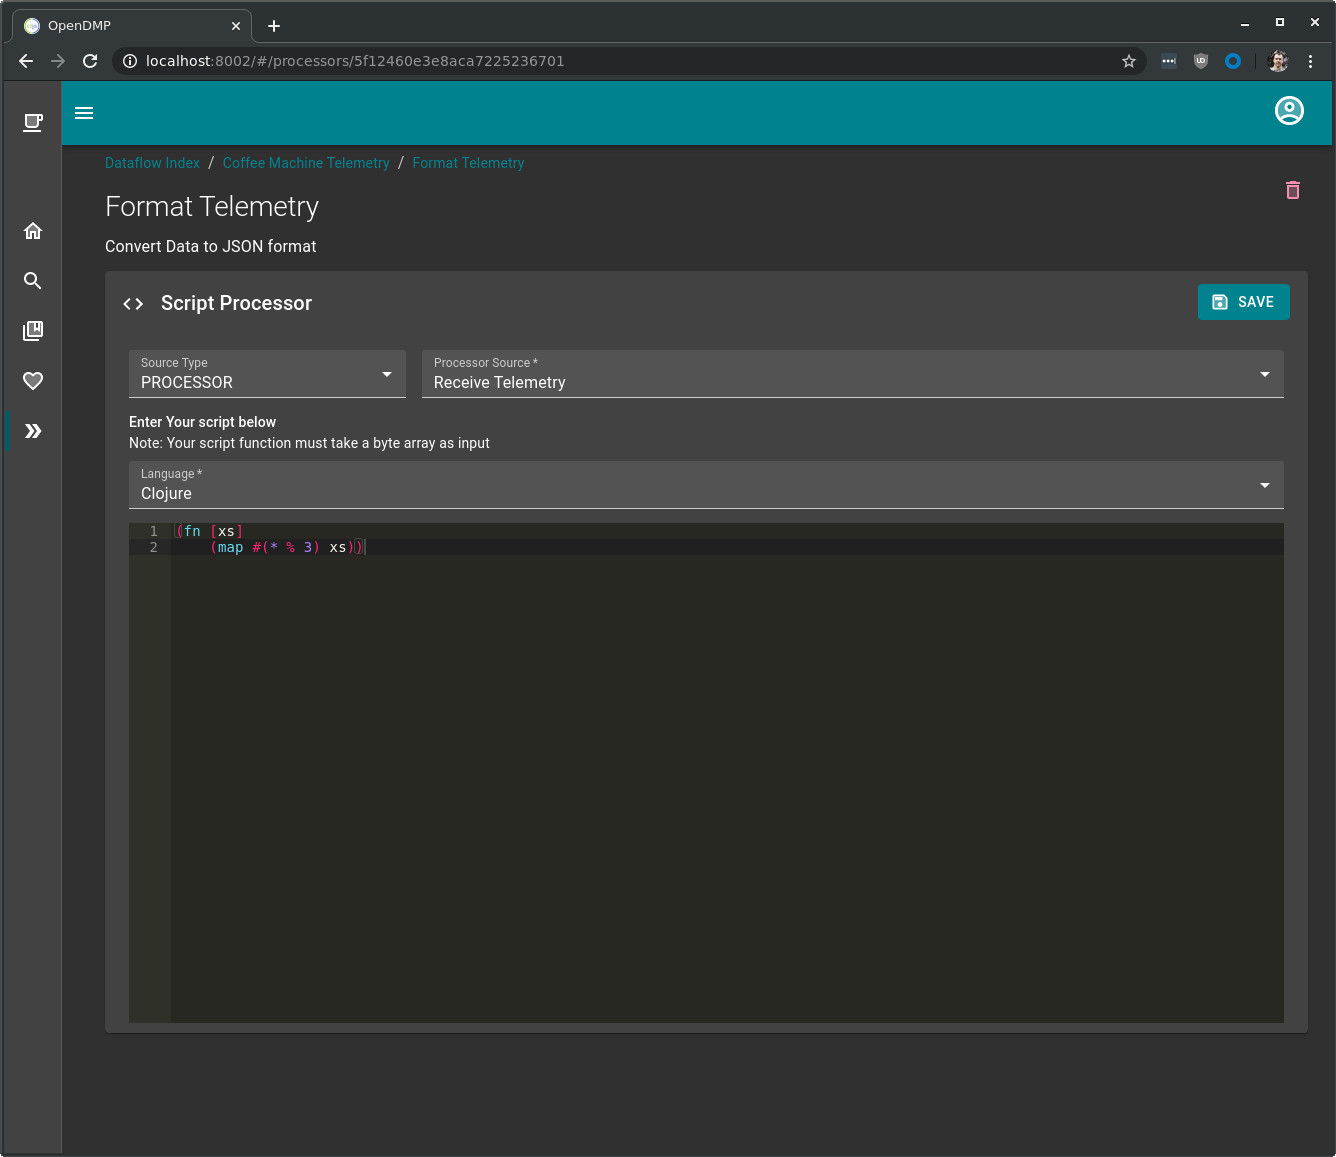 OpenDMP
localhost:8002/#/processors/5f12460e3e8aca7225236701
Dataflow Index / Coffee Machine Telemetry / Format Telemetry
Format Telemetry
Convert Data to JSON format
Script Processor
SAVE
Source Type
PROCESSOR
Processor Source *
Receive Telemetry
Enter Your script below
Note: Your script function must take a byte array as input
Language *
Clojure
1 (fn [xs]
2     (map #(* % 3) xs))